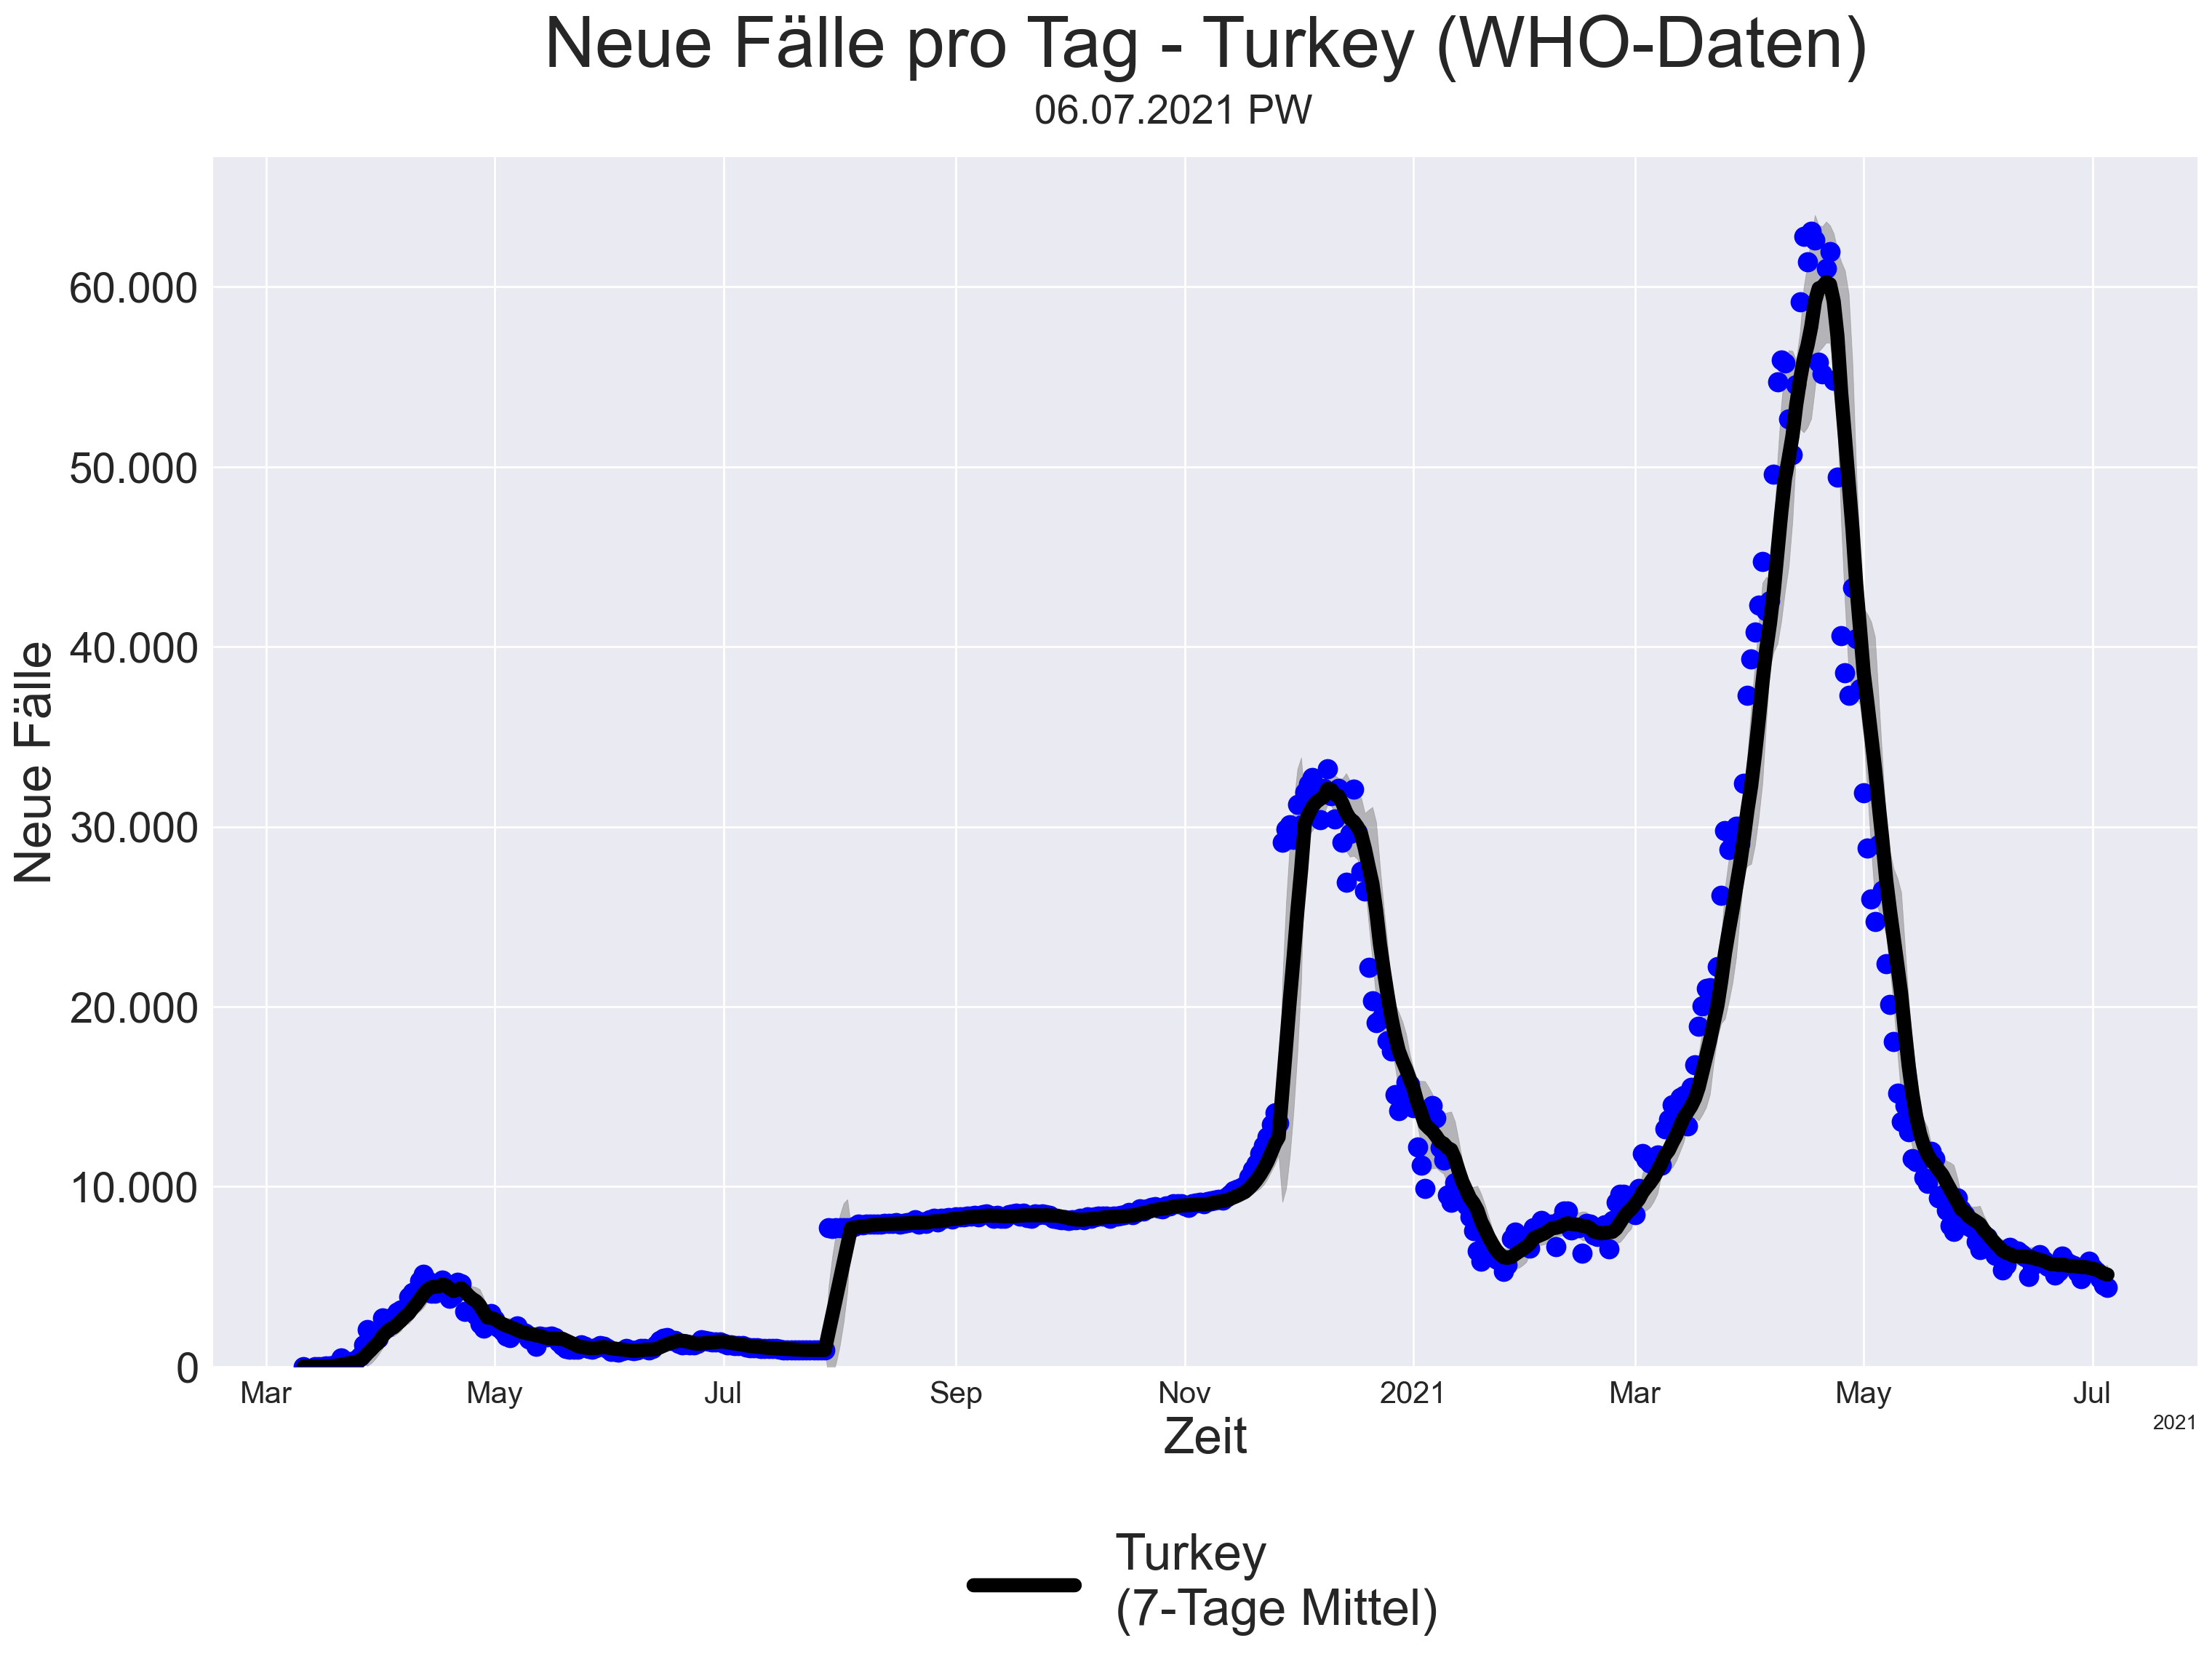 Neue Fälle pro Tag - Turkey (WHO-Daten)
06.07.2021 PW
Neue Fälle
60.000
50.000
40.000
30.000
20.000
10.000
0
Mar May Jul Sep Nov 2021 Mar May Jul
2021
Zeit
Turkey
(7-Tage Mittel)